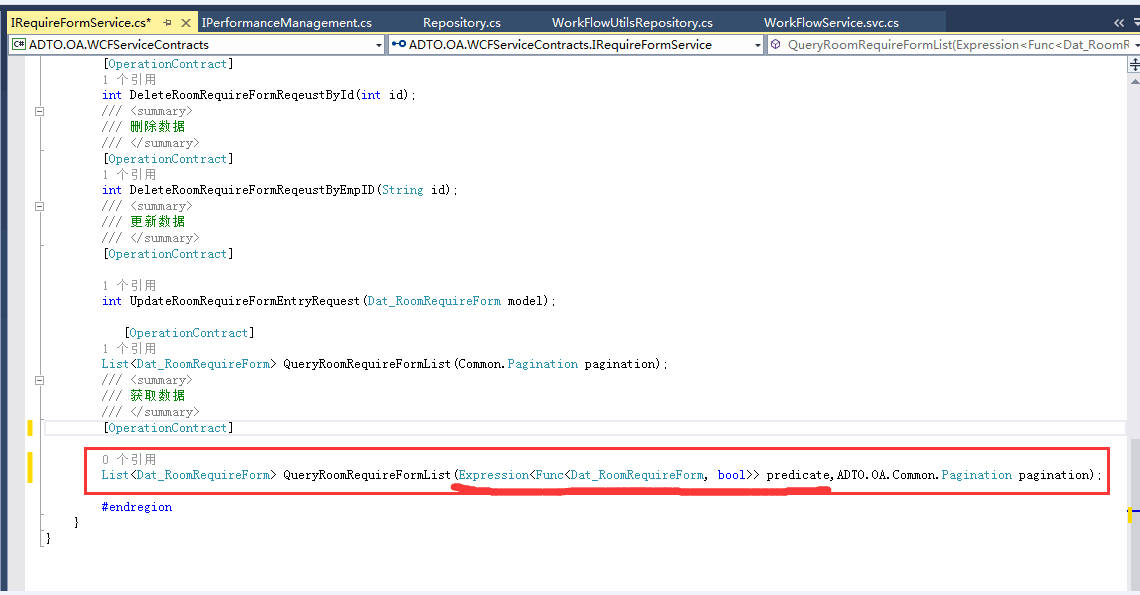 IRequireFormService.cs* IPerformanceManagement.cs Repository.cs WorkFlowUtilsRepository.cs WorkFlowService.svc.cs
ADTO.OA.WCFServiceContracts ADTO.OA.WCFServiceContracts.IRequireFormService QueryRoomRequireFormList(Expression<Func<Dat_RoomR
[OperationContract]
1 个引用
int DeleteRoomRequireFormReqeustById(int id);
/// <summary>
/// 删除数据
/// </summary>
[OperationContract]
1 个引用
int DeleteRoomRequireFormReqeustByEmpID(String id);
/// <summary>
/// 更新数据
/// </summary>
[OperationContract]
1 个引用
int UpdateRoomRequireFormEntryRequest(Dat_RoomRequireForm model);
[OperationContract]
1 个引用
List<Dat_RoomRequireForm> QueryRoomRequireFormList(Common.Pagination pagination);
/// <summary>
/// 获取数据
/// </summary>
[OperationContract]
0 个引用
List<Dat_RoomRequireForm> QueryRoomRequireFormList(Expression<Func<Dat_RoomRequireForm, bool>> predicate,ADTO.OA.Common.Pagination pagination);
#endregion
}
}